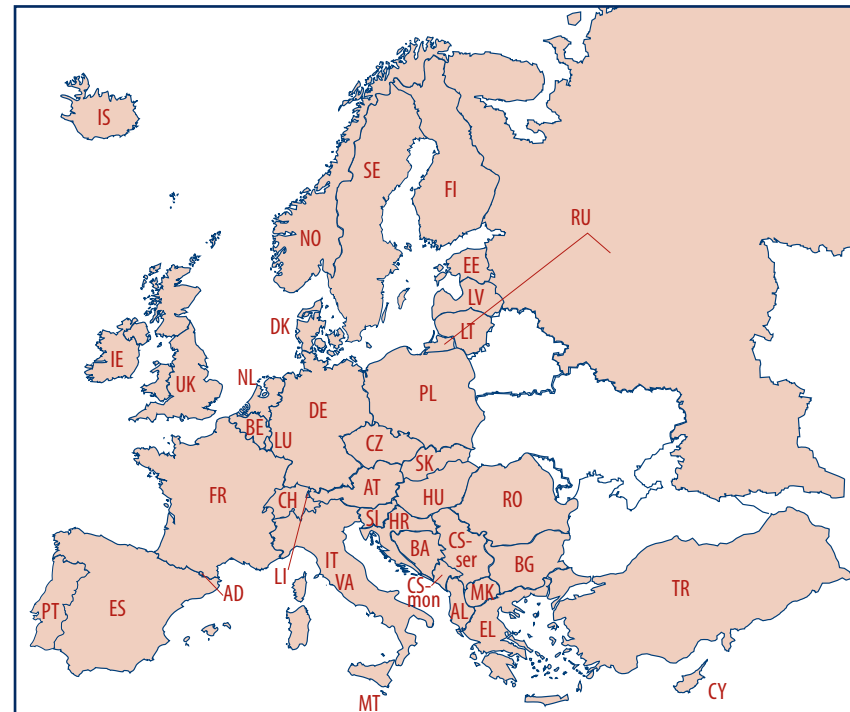 IS
SE
FI
RU
NO
EE
LV
DK
LT
IE
NL
UK
PL
DE
BE
LU
CZ
SK
AT
FR
CH
HU
RO
SI
HR
BA
CS-
ser
IT
BG
LI
VA
TR
AD
CS-
mon
MK
PT
ES
AL
EL
MT
CY